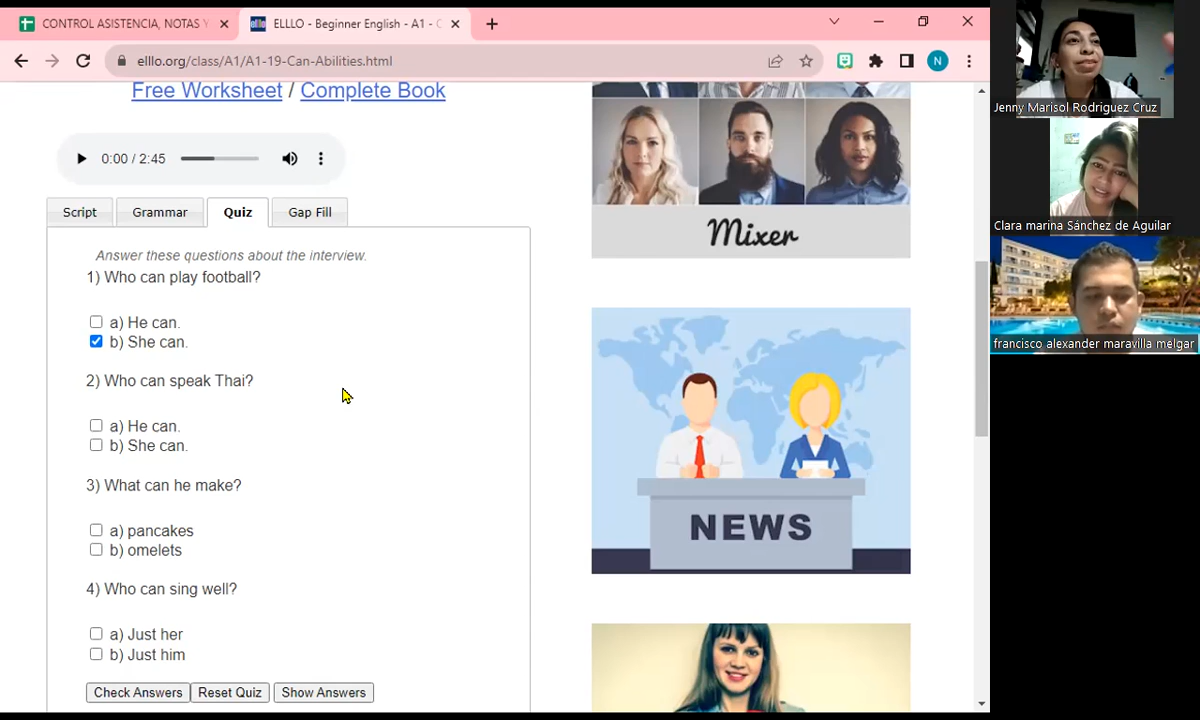 CONTROL ASISTENCIA, NOTAS Y
ELLLO - Beginner English - A1 - C
elllo.org/class/A1/A1-19-Can-Abilities.html
N
Free Worksheet / Complete Book
0:00 / 2:45
Script
Grammar
Quiz
Gap Fill
Answer these questions about the interview.
1) Who can play football?
a) He can.
b) She can.
2) Who can speak Thai?
a) He can.
b) She can.
3) What can he make?
a) pancakes
b) omelets
4) Who can sing well?
a) Just her
b) Just him
Check Answers
Reset Quiz
Show Answers
Mixer
NEWS
Jenny Marisol Rodriguez Cruz
Clara marina Sánchez de Aguilar
francisco alexander maravilla melgar